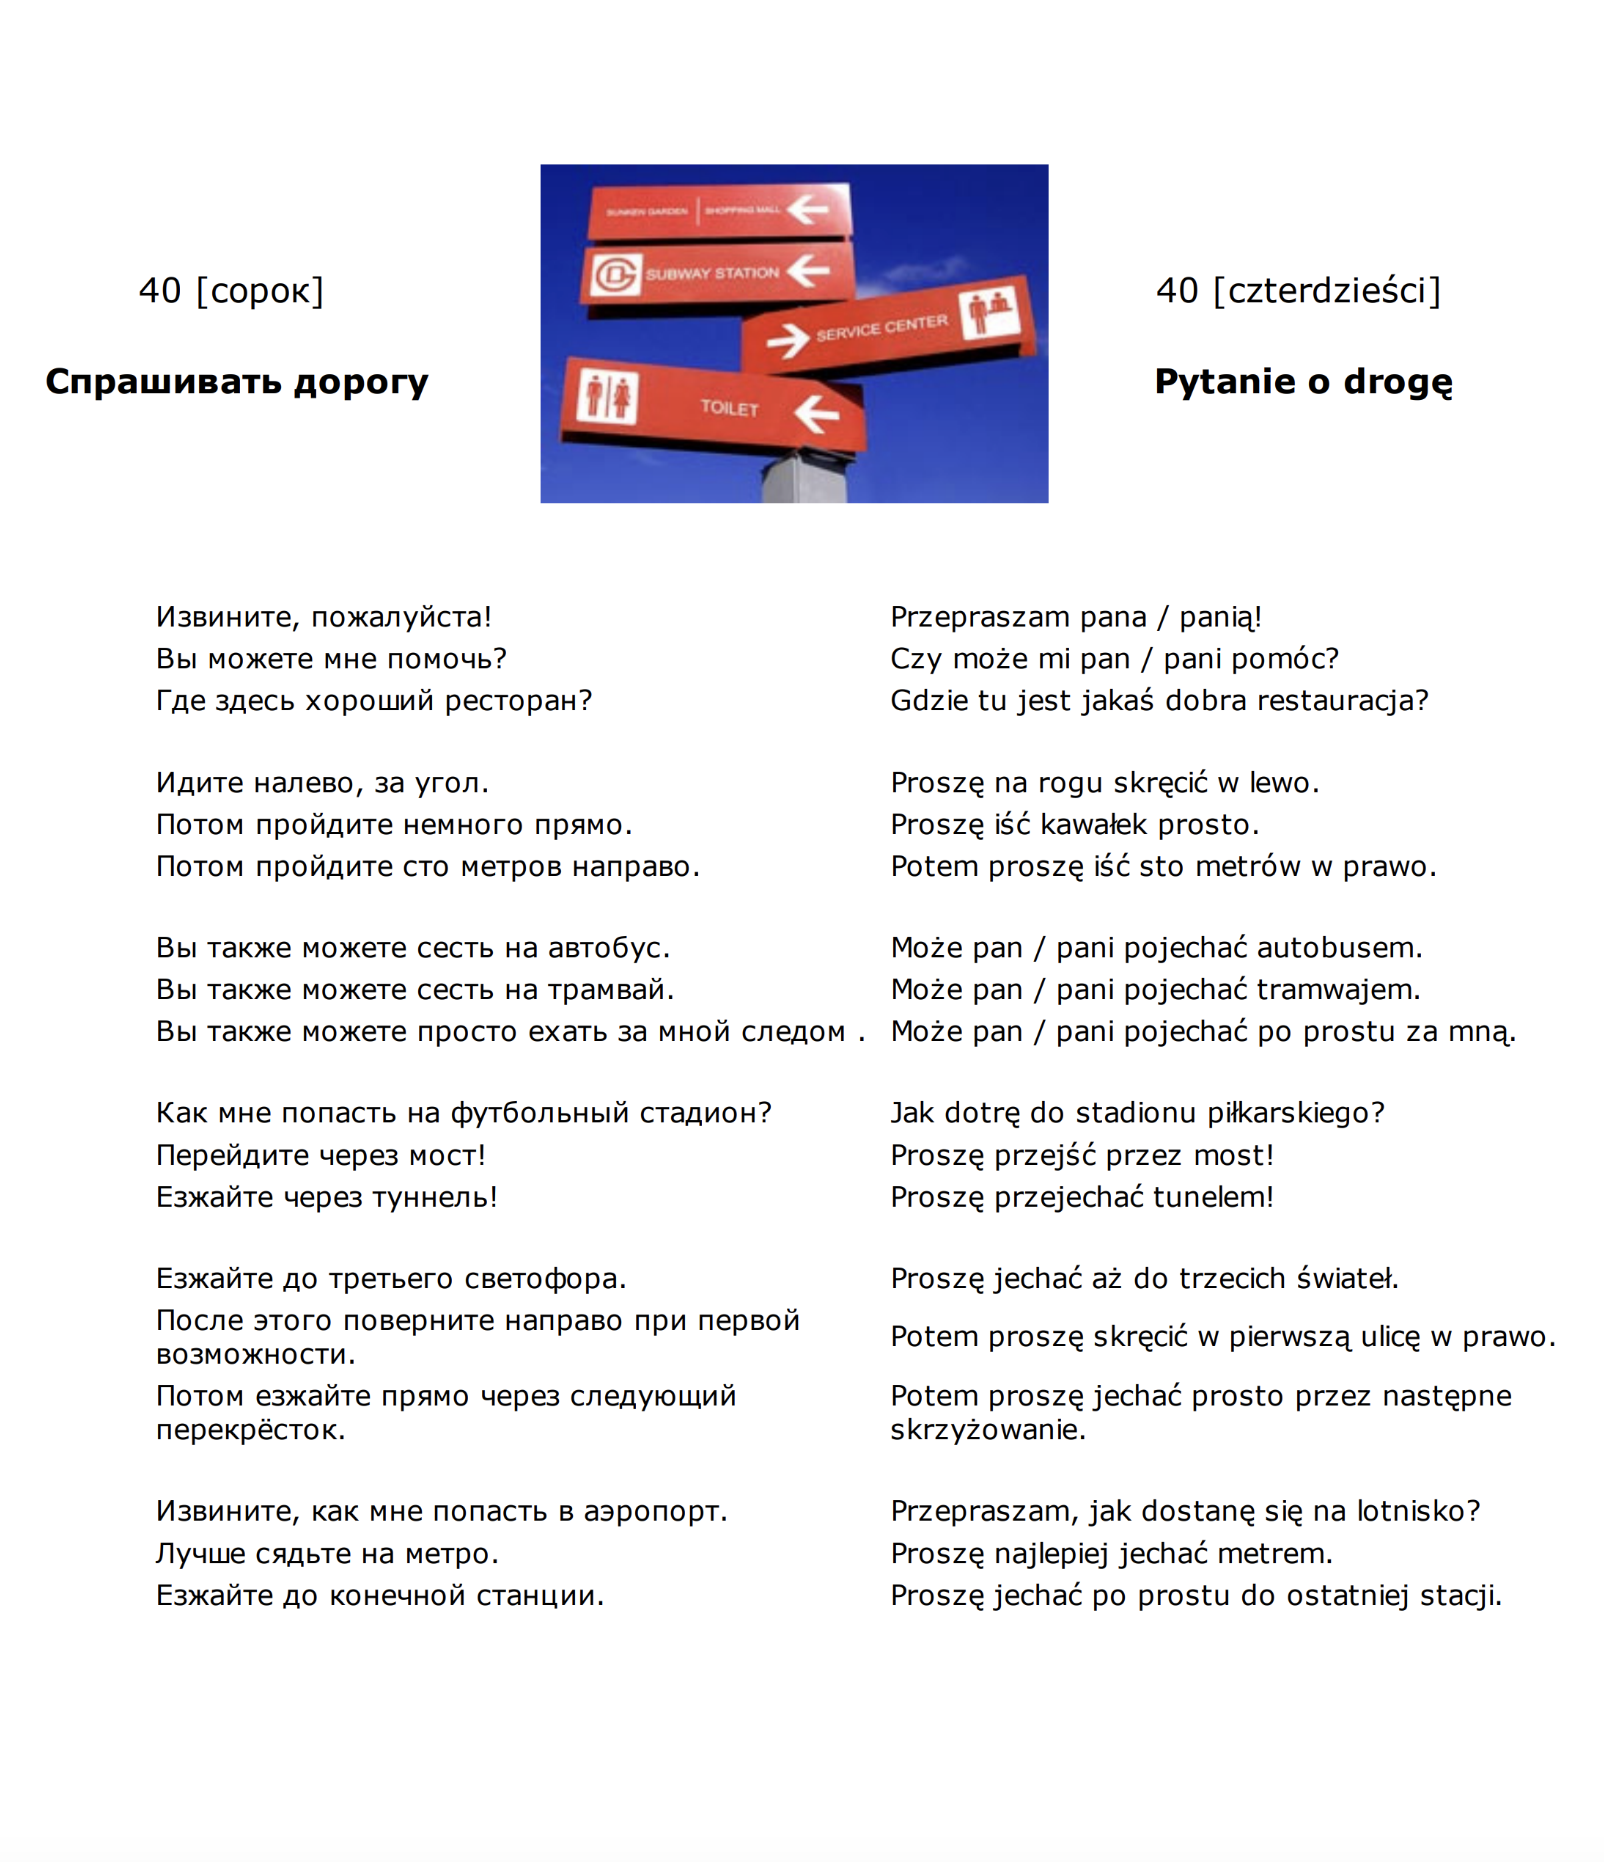 SUNKEN GARDEN | SHOPPING MALL
SUBWAY STATION
SERVICE CENTER
TOILET
40 [сорок]
40 [czterdzieści]
Спрашивать дорогу
Pytanie o drogę
Извините, пожалуйста!
Przepraszam pana / panią!
Вы можете мне помочь?
Czy może mi pan / pani pomóc?
Где здесь хороший ресторан?
Gdzie tu jest jakaś dobra restauracja?
Идите налево, за угол.
Proszę na rogu skręcić w lewo.
Потом пройдите немного прямо.
Proszę iść kawałek prosto.
Потом пройдите сто метров направо.
Potem proszę iść sto metrów w prawo.
Вы также можете сесть на автобус.
Może pan / pani pojechać autobusem.
Вы также можете сесть на трамвай.
Może pan / pani pojechać tramwajem.
Вы также можете просто ехать за мной следом .
Może pan / pani pojechać po prostu za mną.
Как мне попасть на футбольный стадион?
Jak dotrę do stadionu piłkarskiego?
Перейдите через мост!
Proszę przejść przez most!
Езжайте через туннель!
Proszę przejechać tunelem!
Езжайте до третьего светофора.
Proszę jechać aż do trzecich świateł.
После этого поверните направо при первой
возможности.
Potem proszę skręcić w pierwszą ulicę w prawo.
Потом езжайте прямо через следующий
перекрёсток.
Potem proszę jechać prosto przez następne
skrzyżowanie.
Извините, как мне попасть в аэропорт.
Przepraszam, jak dostanę się na lotnisko?
Лучше сядьте на метро.
Proszę najlepiej jechać metrem.
Езжайте до конечной станции.
Proszę jechać po prostu do ostatniej stacji.